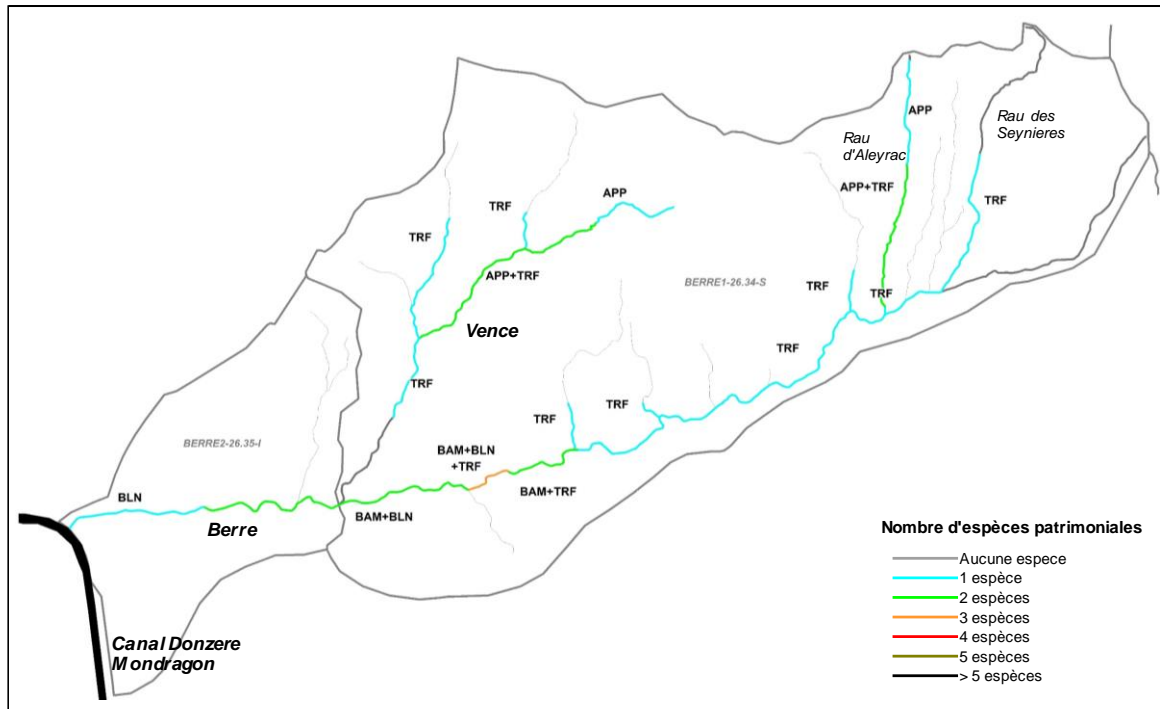 APP
Rau des
Seynieres
Rau
d'Aleyrac
APP+TRF
TRF
APP
TRF
TRF
APP+TRF
BERRE1-26.34-S
TRF
TRF
Vence
TRF
TRF
TRF
TRF
BERRE2-26.35-I
BAM+BLN
+TRF
BAM+TRF
BLN
Berre
BAM+BLN
Canal Donzere
Mondragon
Nombre d'espèces patrimoniales
Aucune espece
1 espèce
2 espèces
3 espèces
4 espèces
5 espèces
> 5 espèces